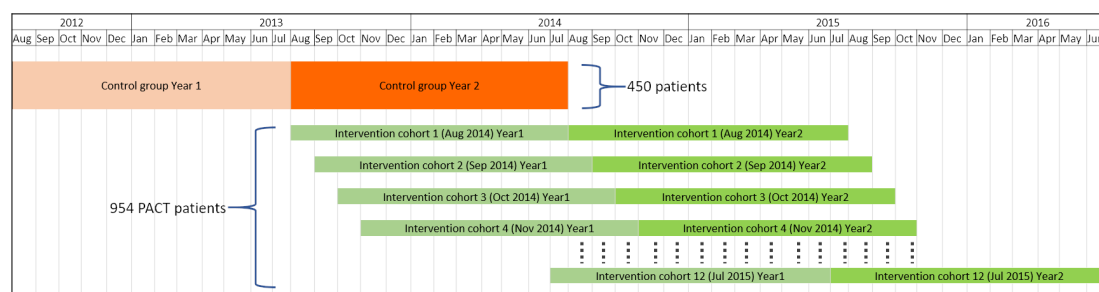 2012 2013 2014 2015 2016
Aug Sep Oct Nov Dec Jan Feb Mar Apr May Jun Jul Aug Sep Oct Nov Dec Jan Feb Mar Apr May Jun Jul Aug Sep Oct Nov Dec Jan Feb Mar Apr May Jun Jul Aug Sep Oct Nov Dec Jan Feb Mar Apr May Jun
Control group Year 1 Control group Year 2 450 patients
Intervention cohort 1 (Aug 2014) Year1 Intervention cohort 1 (Aug 2014) Year2
Intervention cohort 2 (Sep 2014) Year1 Intervention cohort 2 (Sep 2014) Year2
Intervention cohort 3 (Oct 2014) Year1 Intervention cohort 3 (Oct 2014) Year2
954 PACT patients
Intervention cohort 4 (Nov 2014) Year1 Intervention cohort 4 (Nov 2014) Year2
Intervention cohort 12 (Jul 2015) Year1 Intervention cohort 12 (Jul 2015) Year2